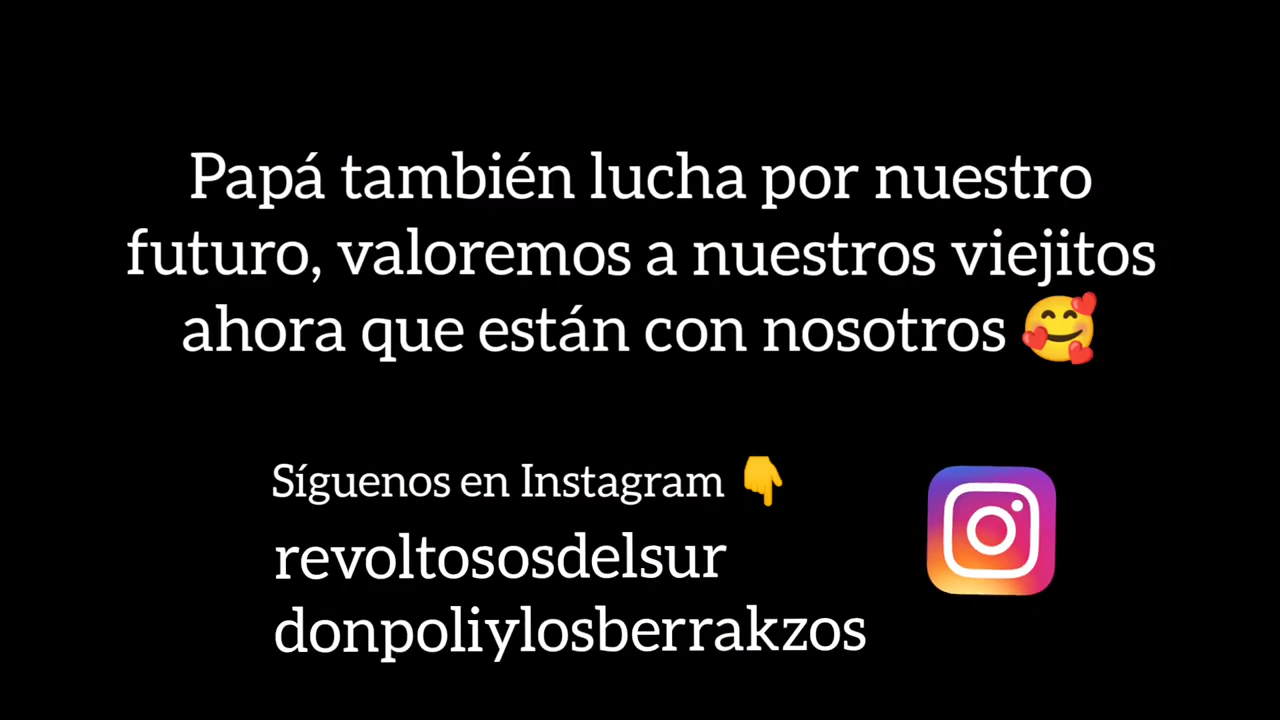 Papá también lucha por nuestro
futuro, valoremos a nuestros viejitos
ahora que están con nosotros 🥰
Síguenos en Instagram 👇
revoltososdelsur
donpoliylosberrakzos